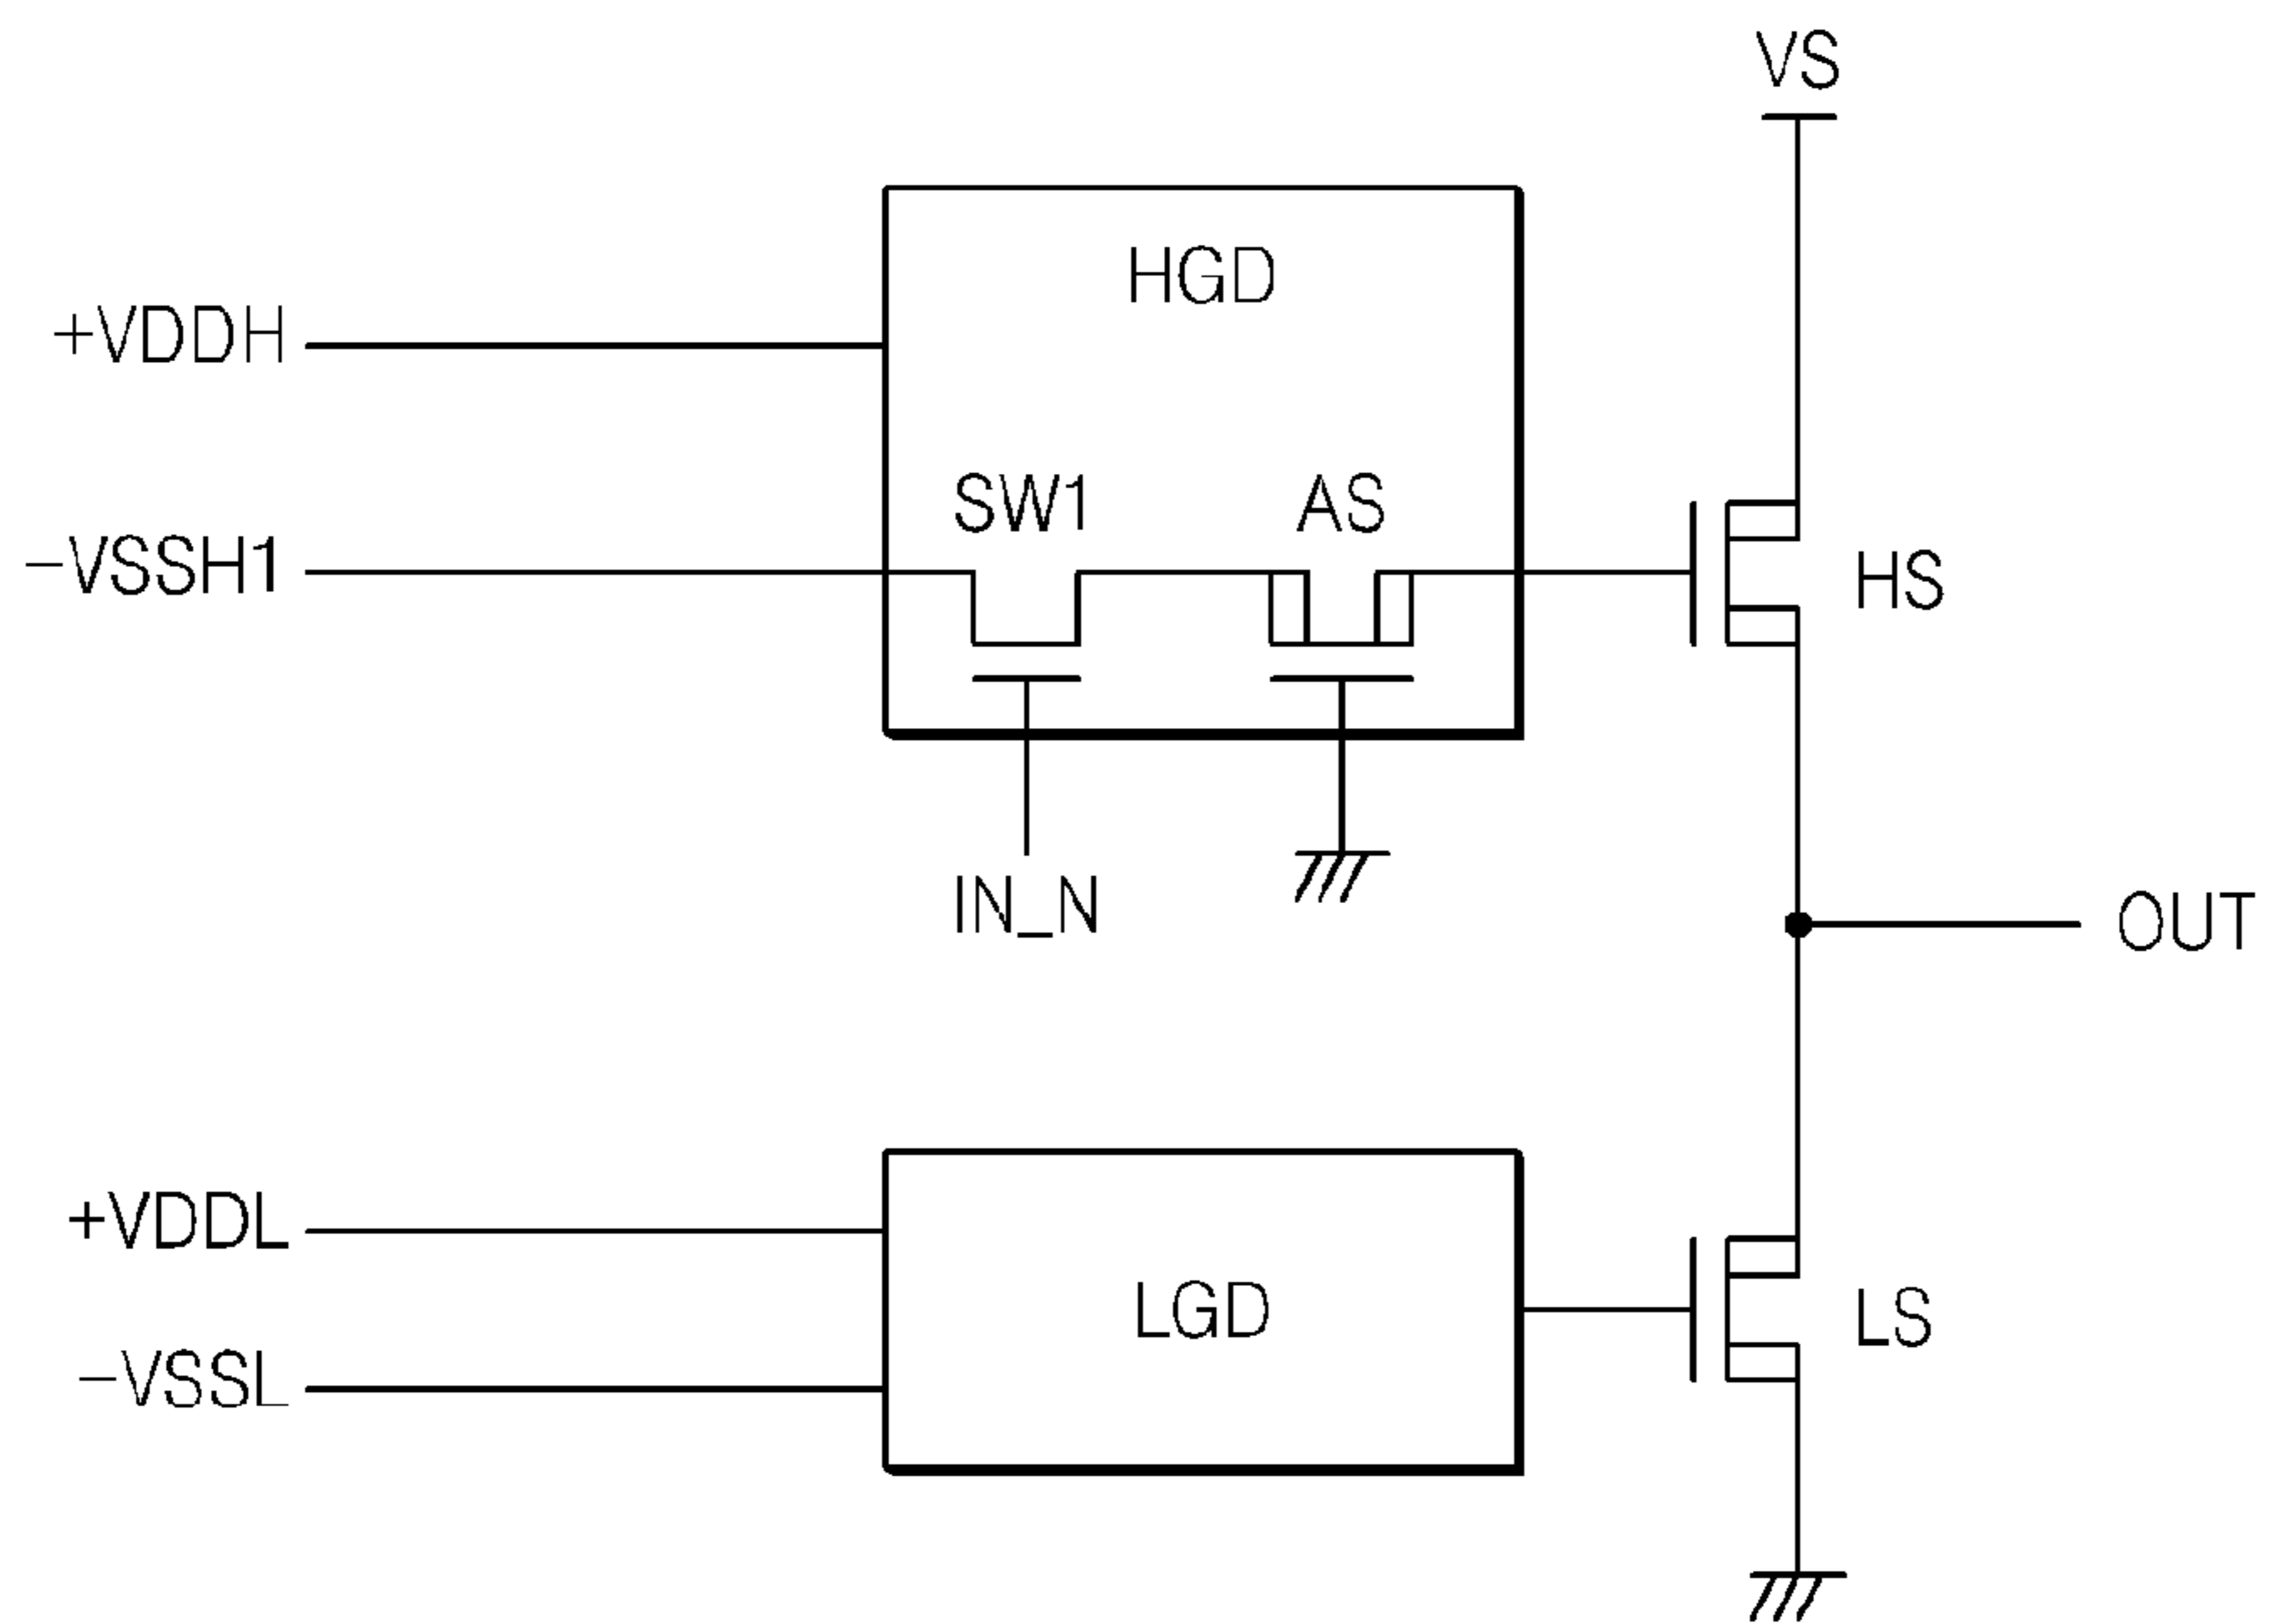 VS
HGD
+VDDH
SW1
AS
-VSSH1
HS
IN_N
OUT
+VDDL
LGD
LS
-VSSL